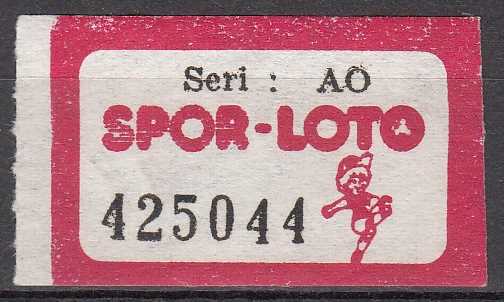 Seri : AO
SPOR-LOTO
425044